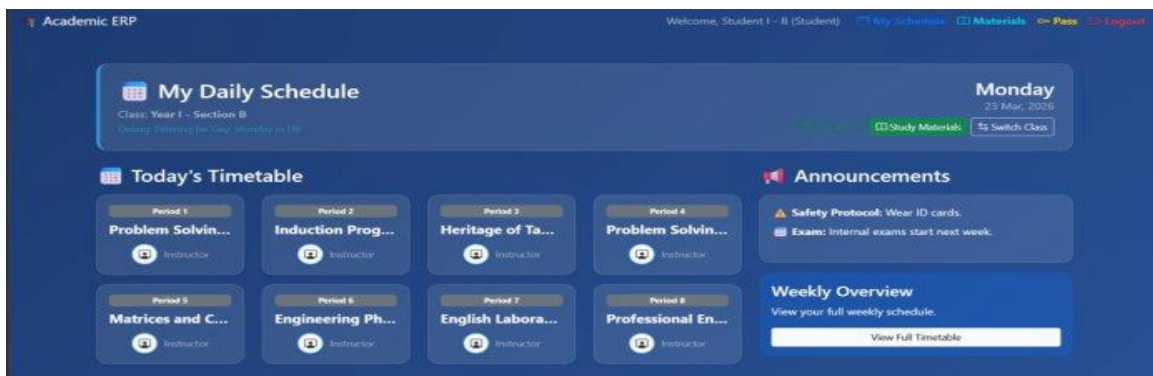 Academic ERP
Welcome, Student I - B (Student) My Schedule Materials Pass Logout
My Daily Schedule
Class: Year I - Section B
Debug: Filtering for Day: Monday in DB
Monday
23 Mar, 2026
Study Materials Switch Class
Today's Timetable
Period 1
Problem Solvin...
Instructor
Period 2
Induction Prog...
Instructor
Period 3
Heritage of Ta...
Instructor
Period 4
Problem Solvin...
Instructor
Period 5
Matrices and C...
Instructor
Period 6
Engineering Ph...
Instructor
Period 7
English Labora...
Instructor
Period 8
Professional En...
Instructor
Announcements
Safety Protocol: Wear ID cards.
Exam: Internal exams start next week.
Weekly Overview
View your full weekly schedule.
View Full Timetable